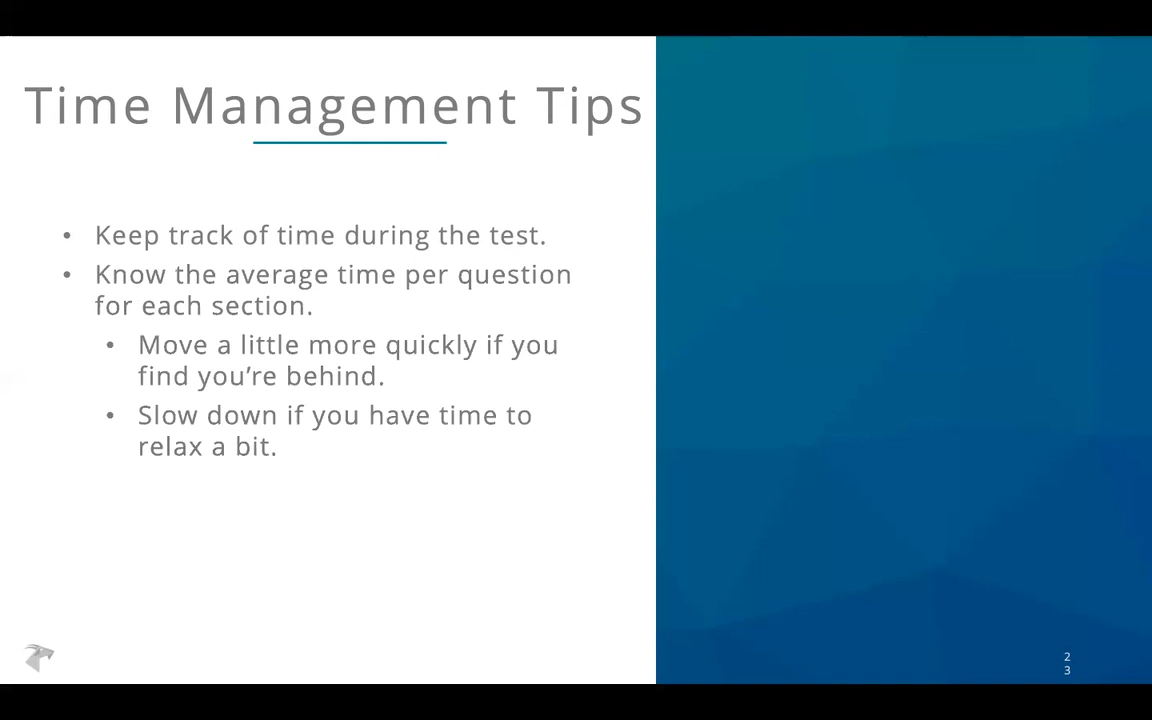 Time Management Tips
• Keep track of time during the test.
• Know the average time per question
for each section.
• Move a little more quickly if you
find you’re behind.
• Slow down if you have time to
relax a bit.
2
3